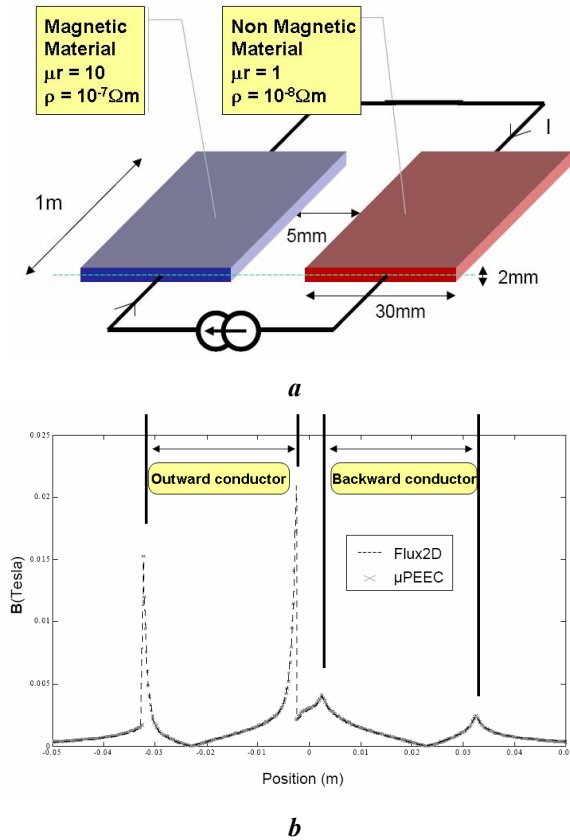 Magnetic
Material
μr = 10
ρ = 10⁻⁷Ωm
Non Magnetic
Material
μr = 1
ρ = 10⁻⁸Ωm
I
1m
5mm
2mm
30mm
a
0.025
0.02
0.015
0.01
0.005
0
B(Tesla)
Outward conductor
Backward conductor
Flux2D
μPEEC
-0.05 -0.04 -0.03 -0.02 -0.01 0 0.01 0.02 0.03 0.04 0.0
Position (m)
b